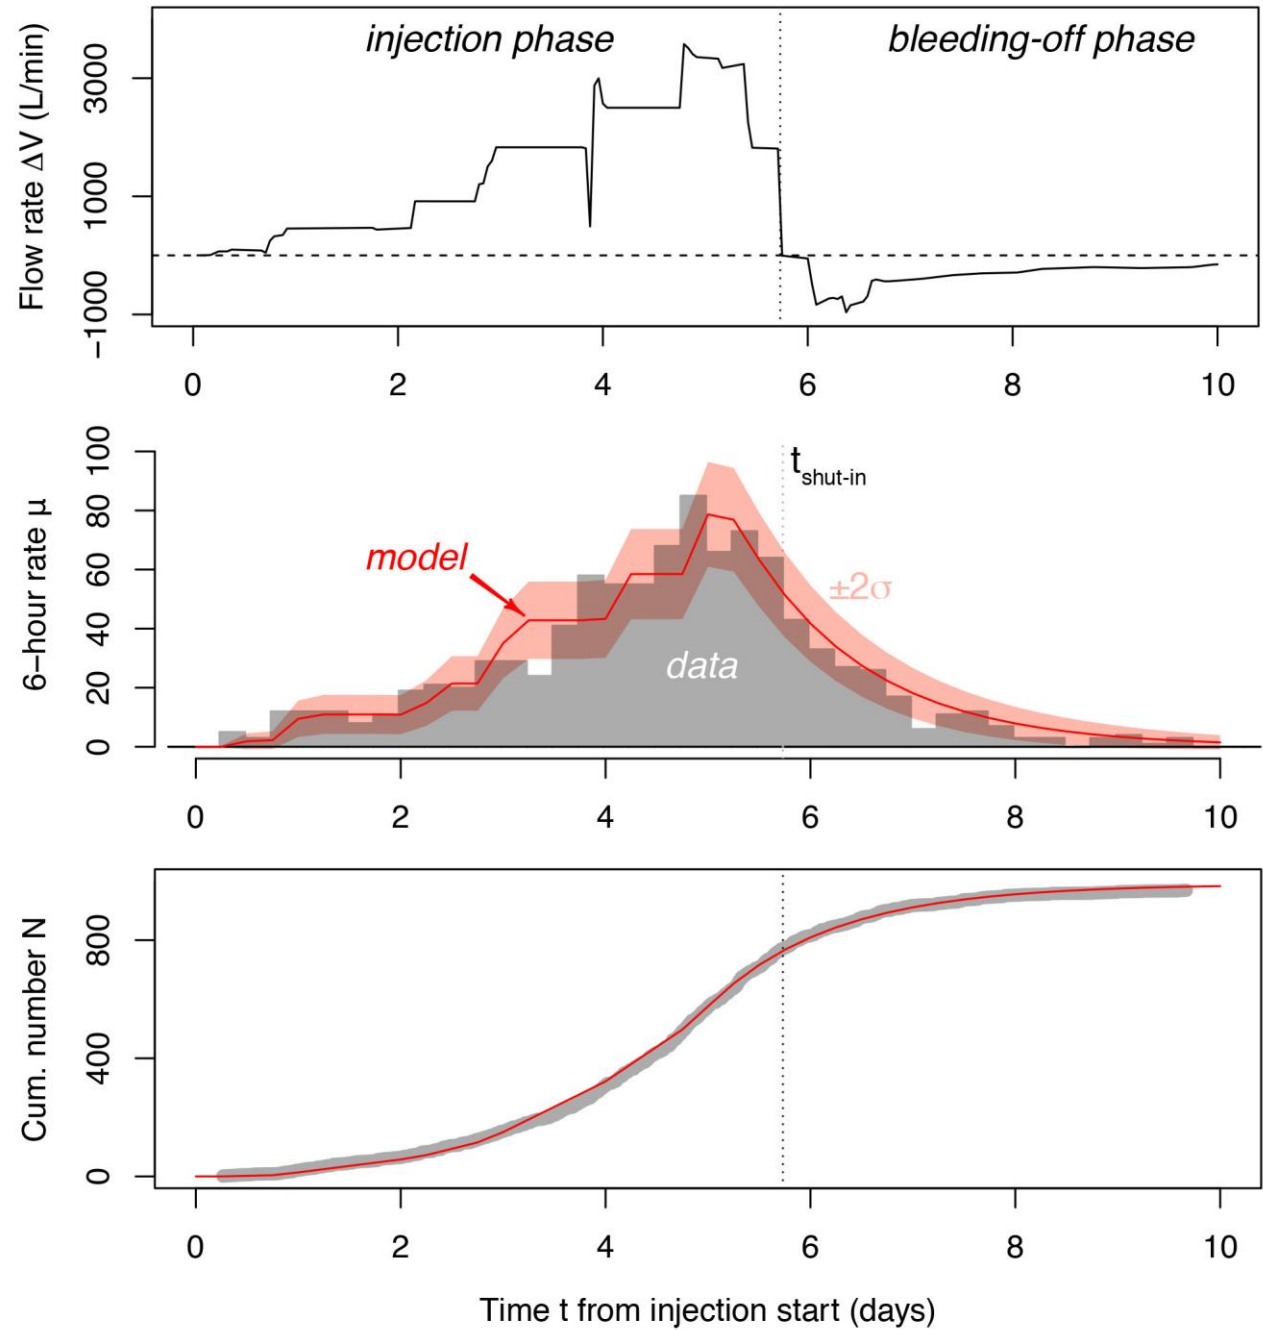 injection phase
bleeding-off phase
Flow rate ΔV (L/min)
3000
1000
−1000
0 2 4 6 8 10
6−hour rate μ
100
80
60
40
20
0
t shut-in
model
±2σ
data
0 2 4 6 8 10
Cum. number N
800
400
0
0 2 4 6 8 10
Time t from injection start (days)